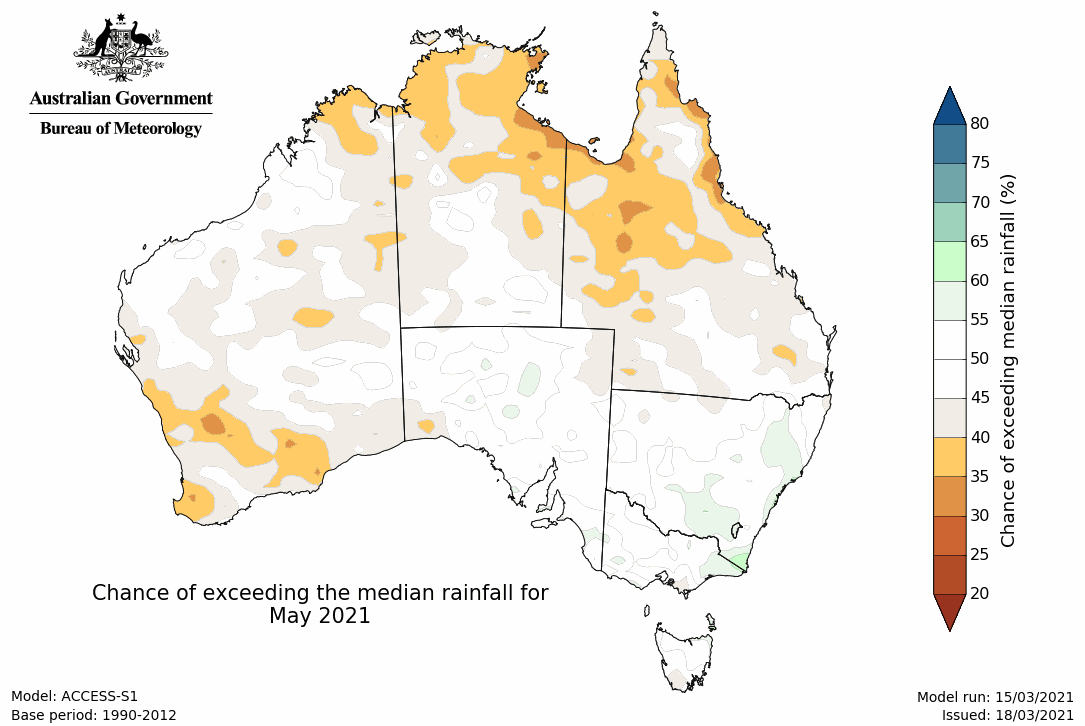 Australian Government
Bureau of Meteorology
80
75
70
65
60
55
50
45
40
35
30
25
20
Chance of exceeding median rainfall (%)
Chance of exceeding the median rainfall for
May 2021
Model: ACCESS-S1
Base period: 1990-2012
Model run: 15/03/2021
Issued: 18/03/2021